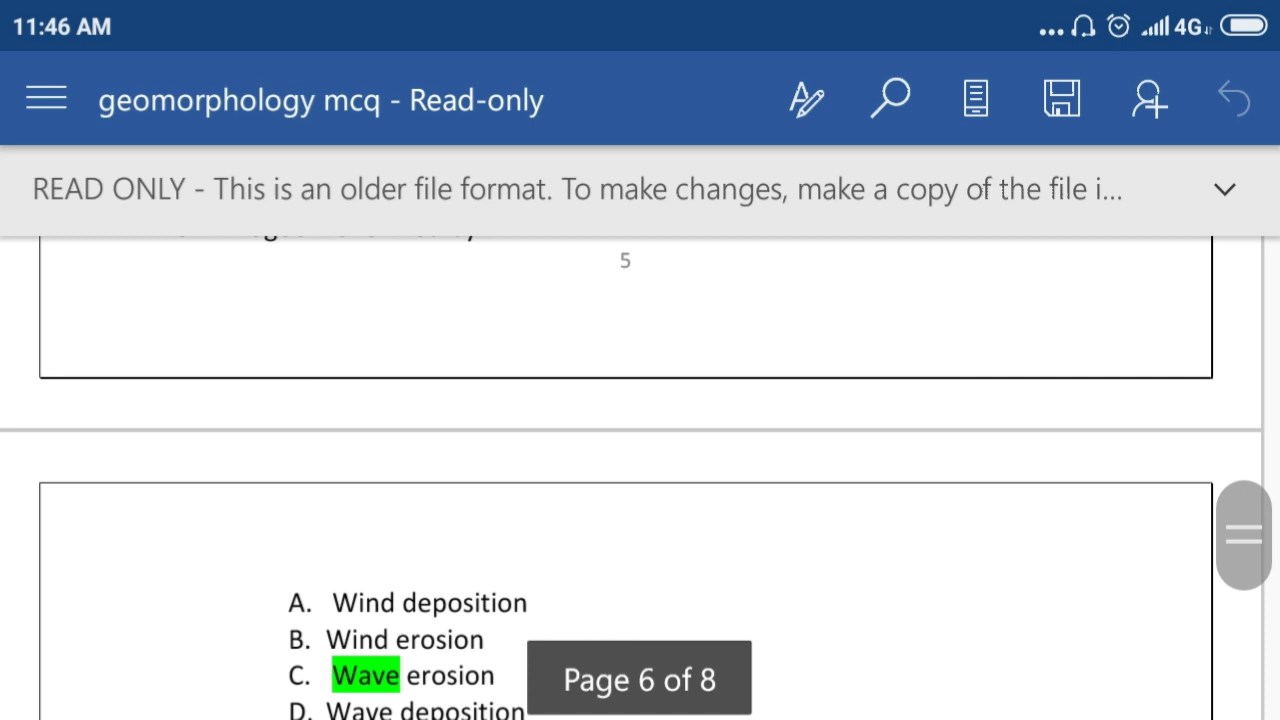 11:46 AM
4G
geomorphology mcq - Read-only
READ ONLY - This is an older file format. To make changes, make a copy of the file i...
5
A. Wind deposition
B. Wind erosion
C. Wave erosion
Page 6 of 8
D. Wave deposition